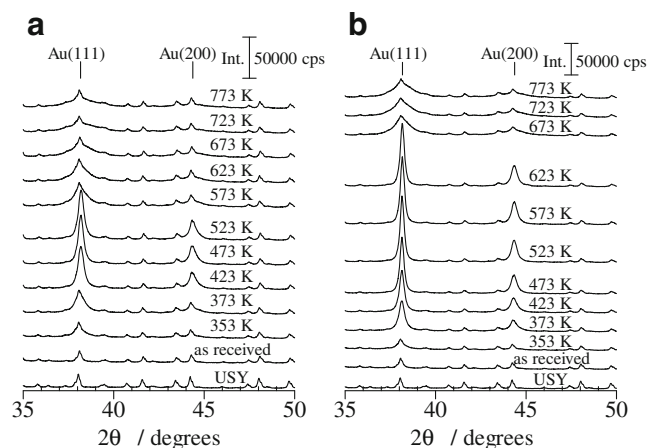 a
Au(111) Au(200) Int. 50000 cps
773 K
723 K
673 K
623 K
573 K
523 K
473 K
423 K
373 K
353 K
as received
USY
35 40 45 50
2θ / degrees
b
Au(111) Au(200) Int. 50000 cps
773 K
723 K
673 K
623 K
573 K
523 K
473 K
423 K
373 K
353 K
as received
USY
35 40 45 50
2θ / degrees